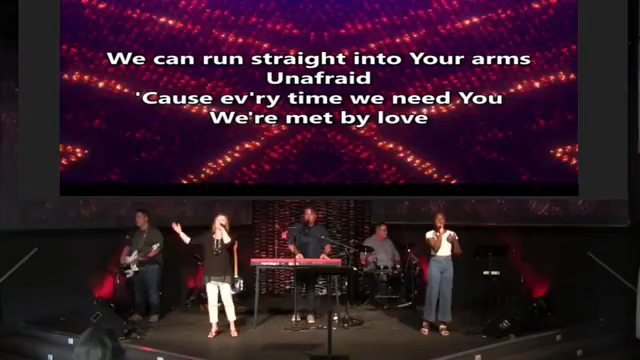 We can run straight into Your arms
Unafraid
'Cause ev'ry time we need You
We're met by love